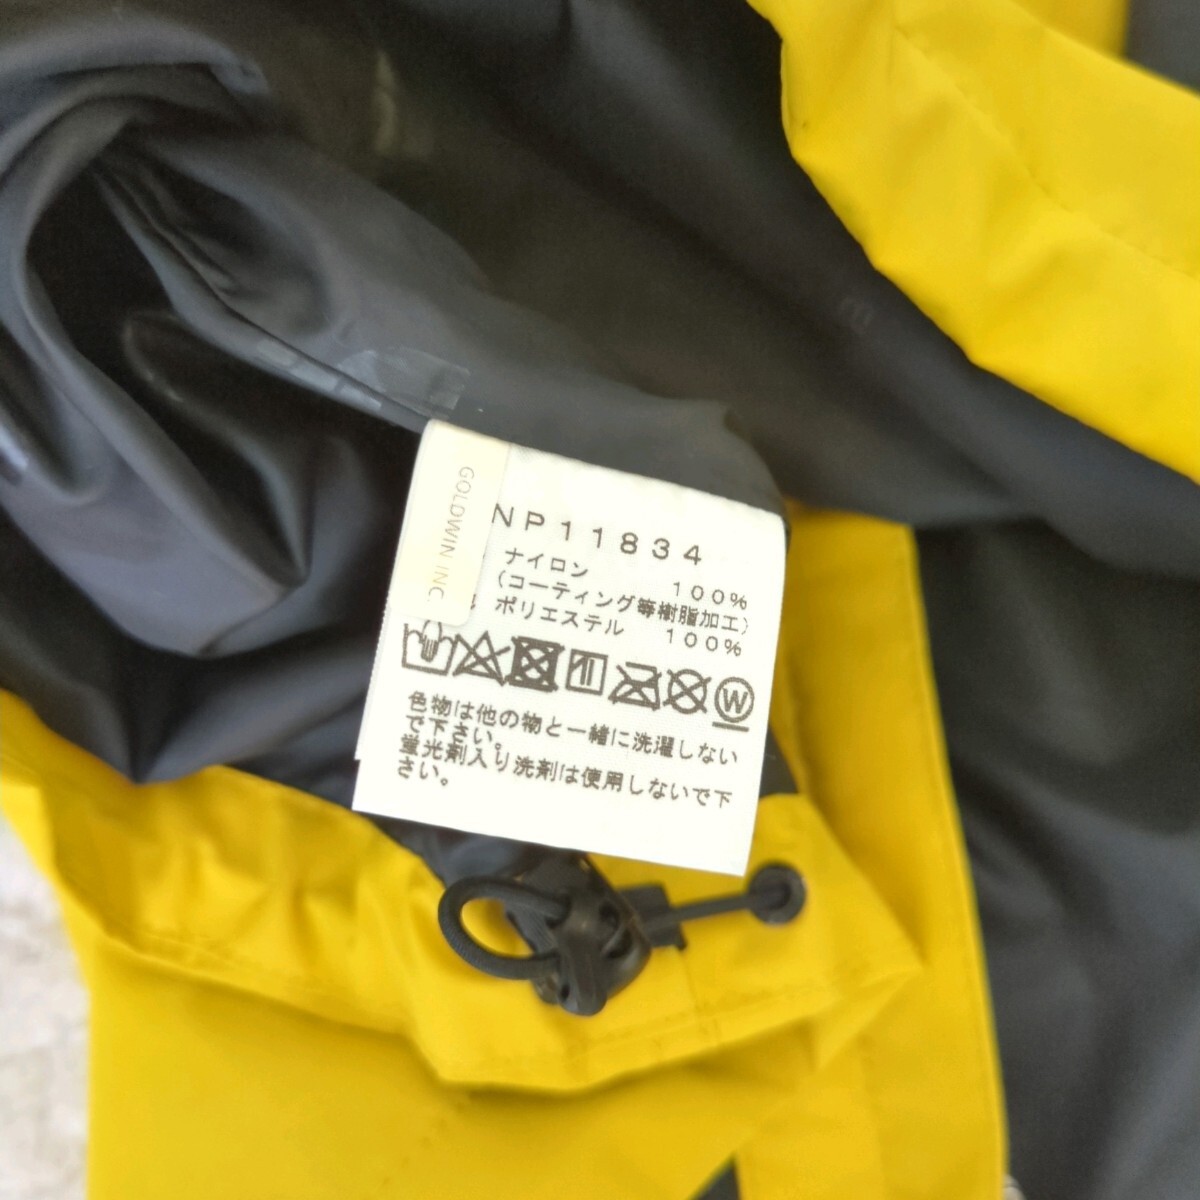 GOLDWIN INC.
NP11834
ナイロン 100%
(コーティング等樹脂加工)
ポリエステル 100%
W
色物は他の物と一緒に洗濯しない
で下さい。
蛍光剤入り洗剤は使用しないで下
さい。